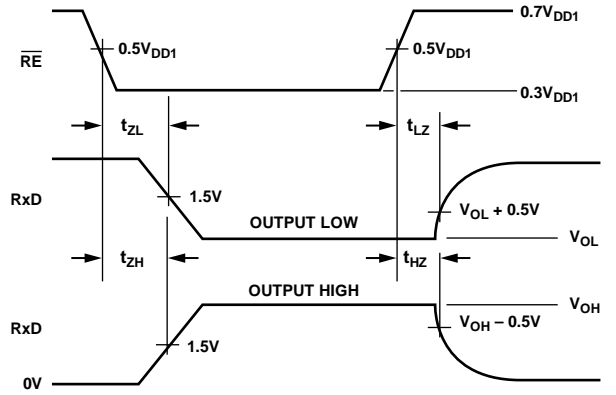 0.7VDD1
RE
0.5VDD1
0.5VDD1
0.3VDD1
tZL
tLZ
RxD
1.5V
OUTPUT LOW
VOL + 0.5V
VOL
tZH
tHZ
OUTPUT HIGH
VOH
RxD
1.5V
VOH – 0.5V
0V